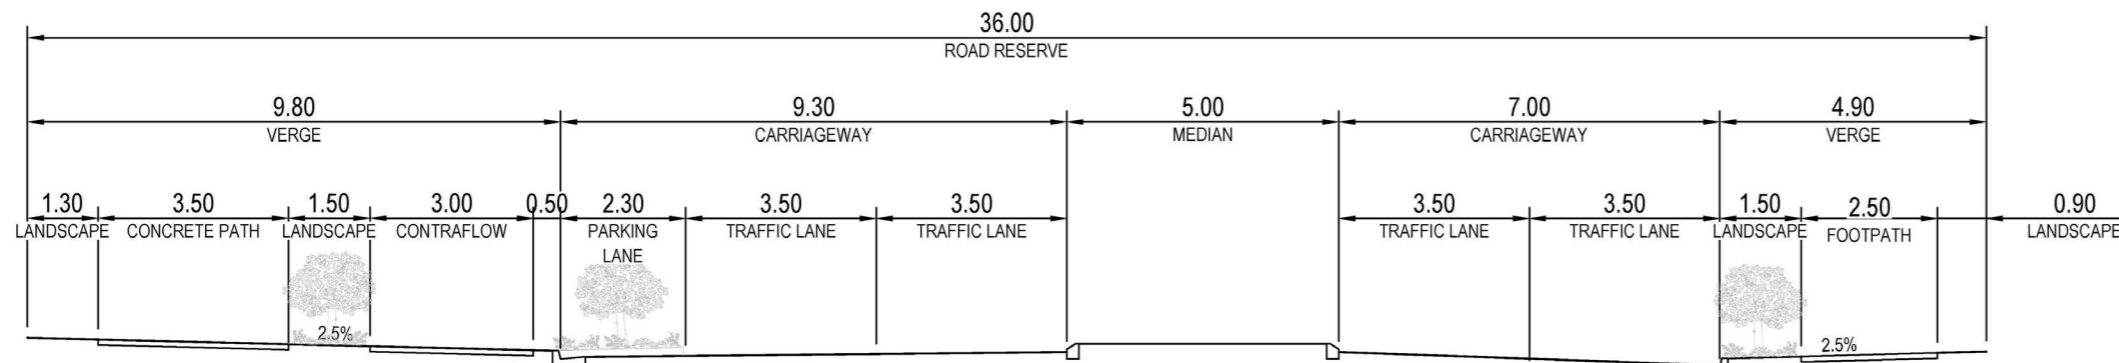 36.00
ROAD RESERVE
9.80 9.30 5.00 7.00 4.90
VERGE CARRIAGEWAY MEDIAN CARRIAGEWAY VERGE
1.30 3.50 1.50 3.00 0.50 2.30 3.50 3.50 3.50 3.50 1.50 2.50 0.90
LANDSCAPE CONCRETE PATH LANDSCAPE CONTRAFLOW PARKING TRAFFIC LANE TRAFFIC LANE TRAFFIC LANE TRAFFIC LANE LANDSCAPE FOOTPATH LANDSCAPE
LANE
2.5% 2.5%